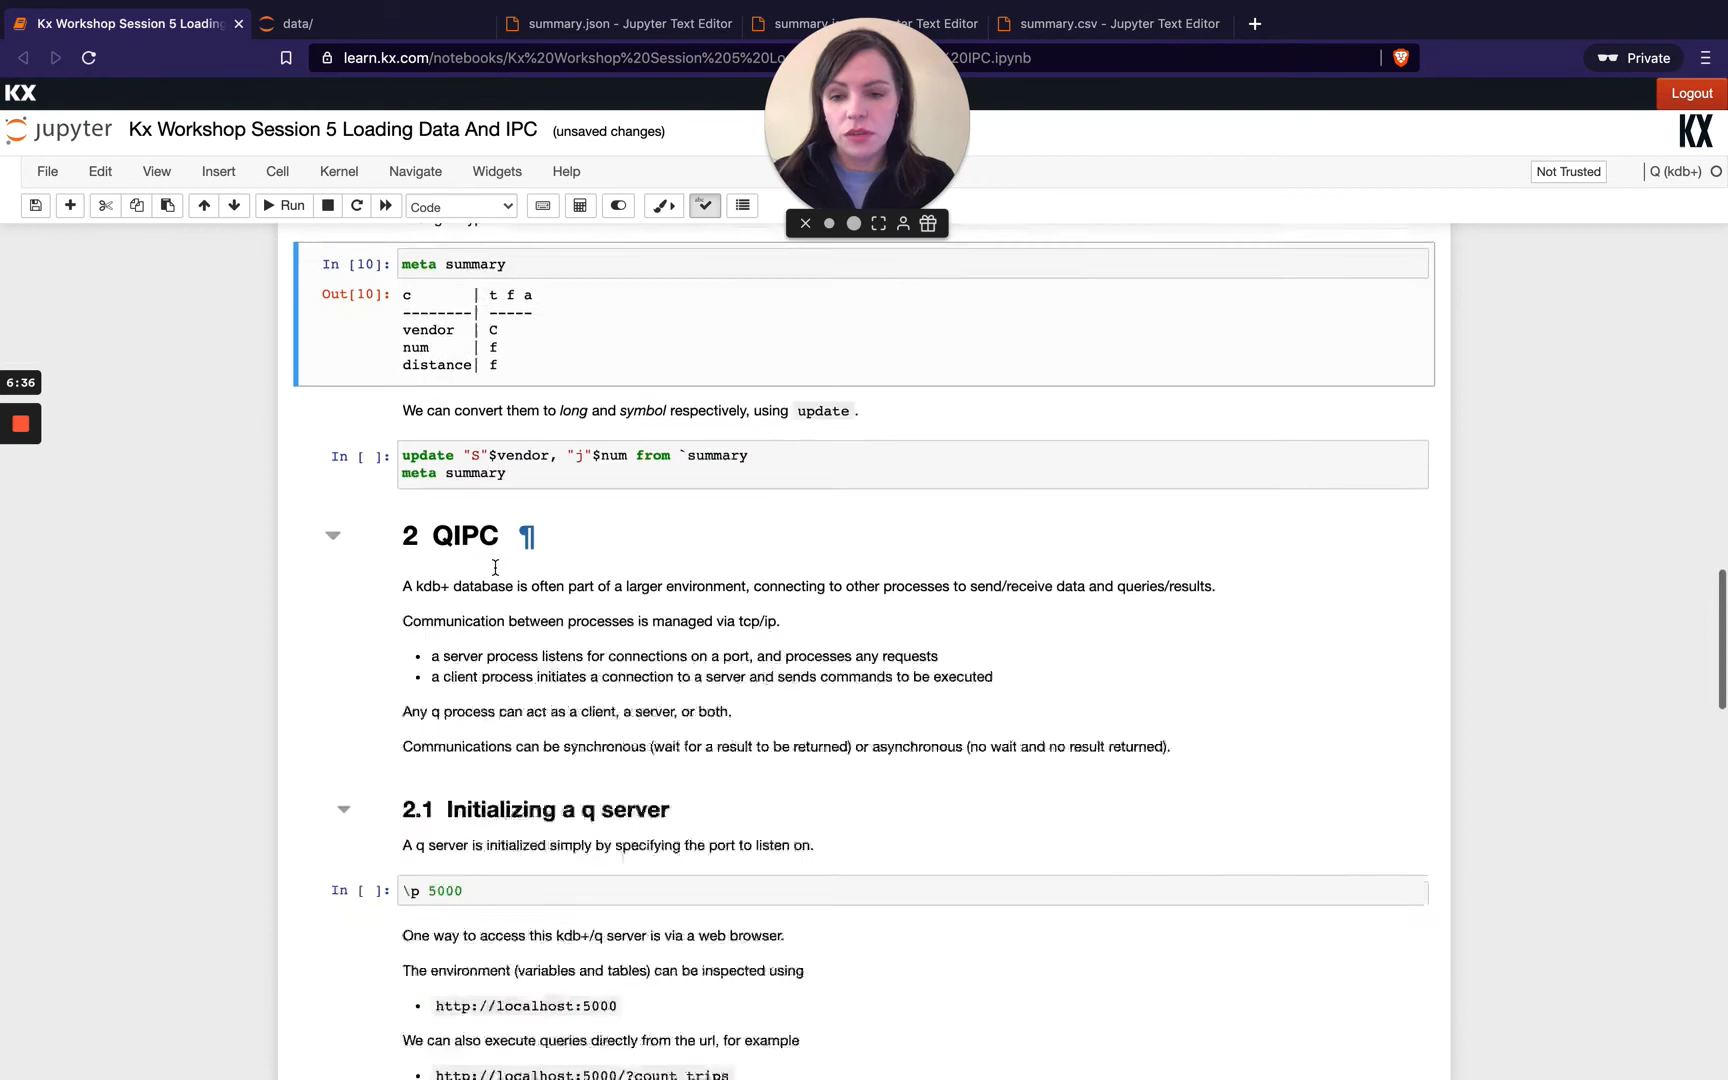 Kx Workshop Session 5 Loading
data/
summary.json - Jupyter Text Editor
summary
Text Editor
summary.csv - Jupyter Text Editor
learn.kx.com/notebooks/Kx%20Workshop%20Session%205%20Lo
%20IPC.ipynb
Private
KX
Logout
jupyter
Kx Workshop Session 5 Loading Data And IPC
(unsaved changes)
KX
File Edit View Insert Cell Kernel Navigate Widgets Help
Not Trusted
Q (kdb+)
Run
Code
In [10]: meta summary
Out[10]: c | t f a
--------| -----
vendor | C
num | f
distance| f
6:36
We can convert them to long and symbol respectively, using update .
In [ ]: update "S"$vendor, "j"$num from `summary
meta summary
2 QIPC ¶
A kdb+ database is often part of a larger environment, connecting to other processes to send/receive data and queries/results.
Communication between processes is managed via tcp/ip.
• a server process listens for connections on a port, and processes any requests
• a client process initiates a connection to a server and sends commands to be executed
Any q process can act as a client, a server, or both.
Communications can be synchronous (wait for a result to be returned) or asynchronous (no wait and no result returned).
2.1 Initializing a q server
A q server is initialized simply by specifying the port to listen on.
In [ ]: \p 5000
One way to access this kdb+/q server is via a web browser.
The environment (variables and tables) can be inspected using
• http://localhost:5000
We can also execute queries directly from the url, for example
• http://localhost:5000/?count trips